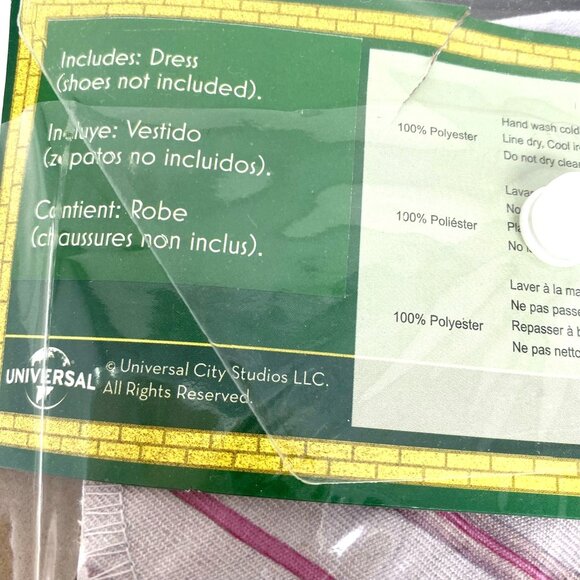 Includes: Dress
(shoes not included).
Incluye: Vestido
(zapatos no incluidos).
Contient: Robe
(chaussures non inclus).
100% Polyester
Hand wash cold
Line dry, Cool
Do not dry
100% Poliéster
No
No
100% Polyester
Laver à la
Ne pas
Repasser à
Ne pas
UNIVERSAL
© Universal City Studios LLC.
All Rights Reserved.